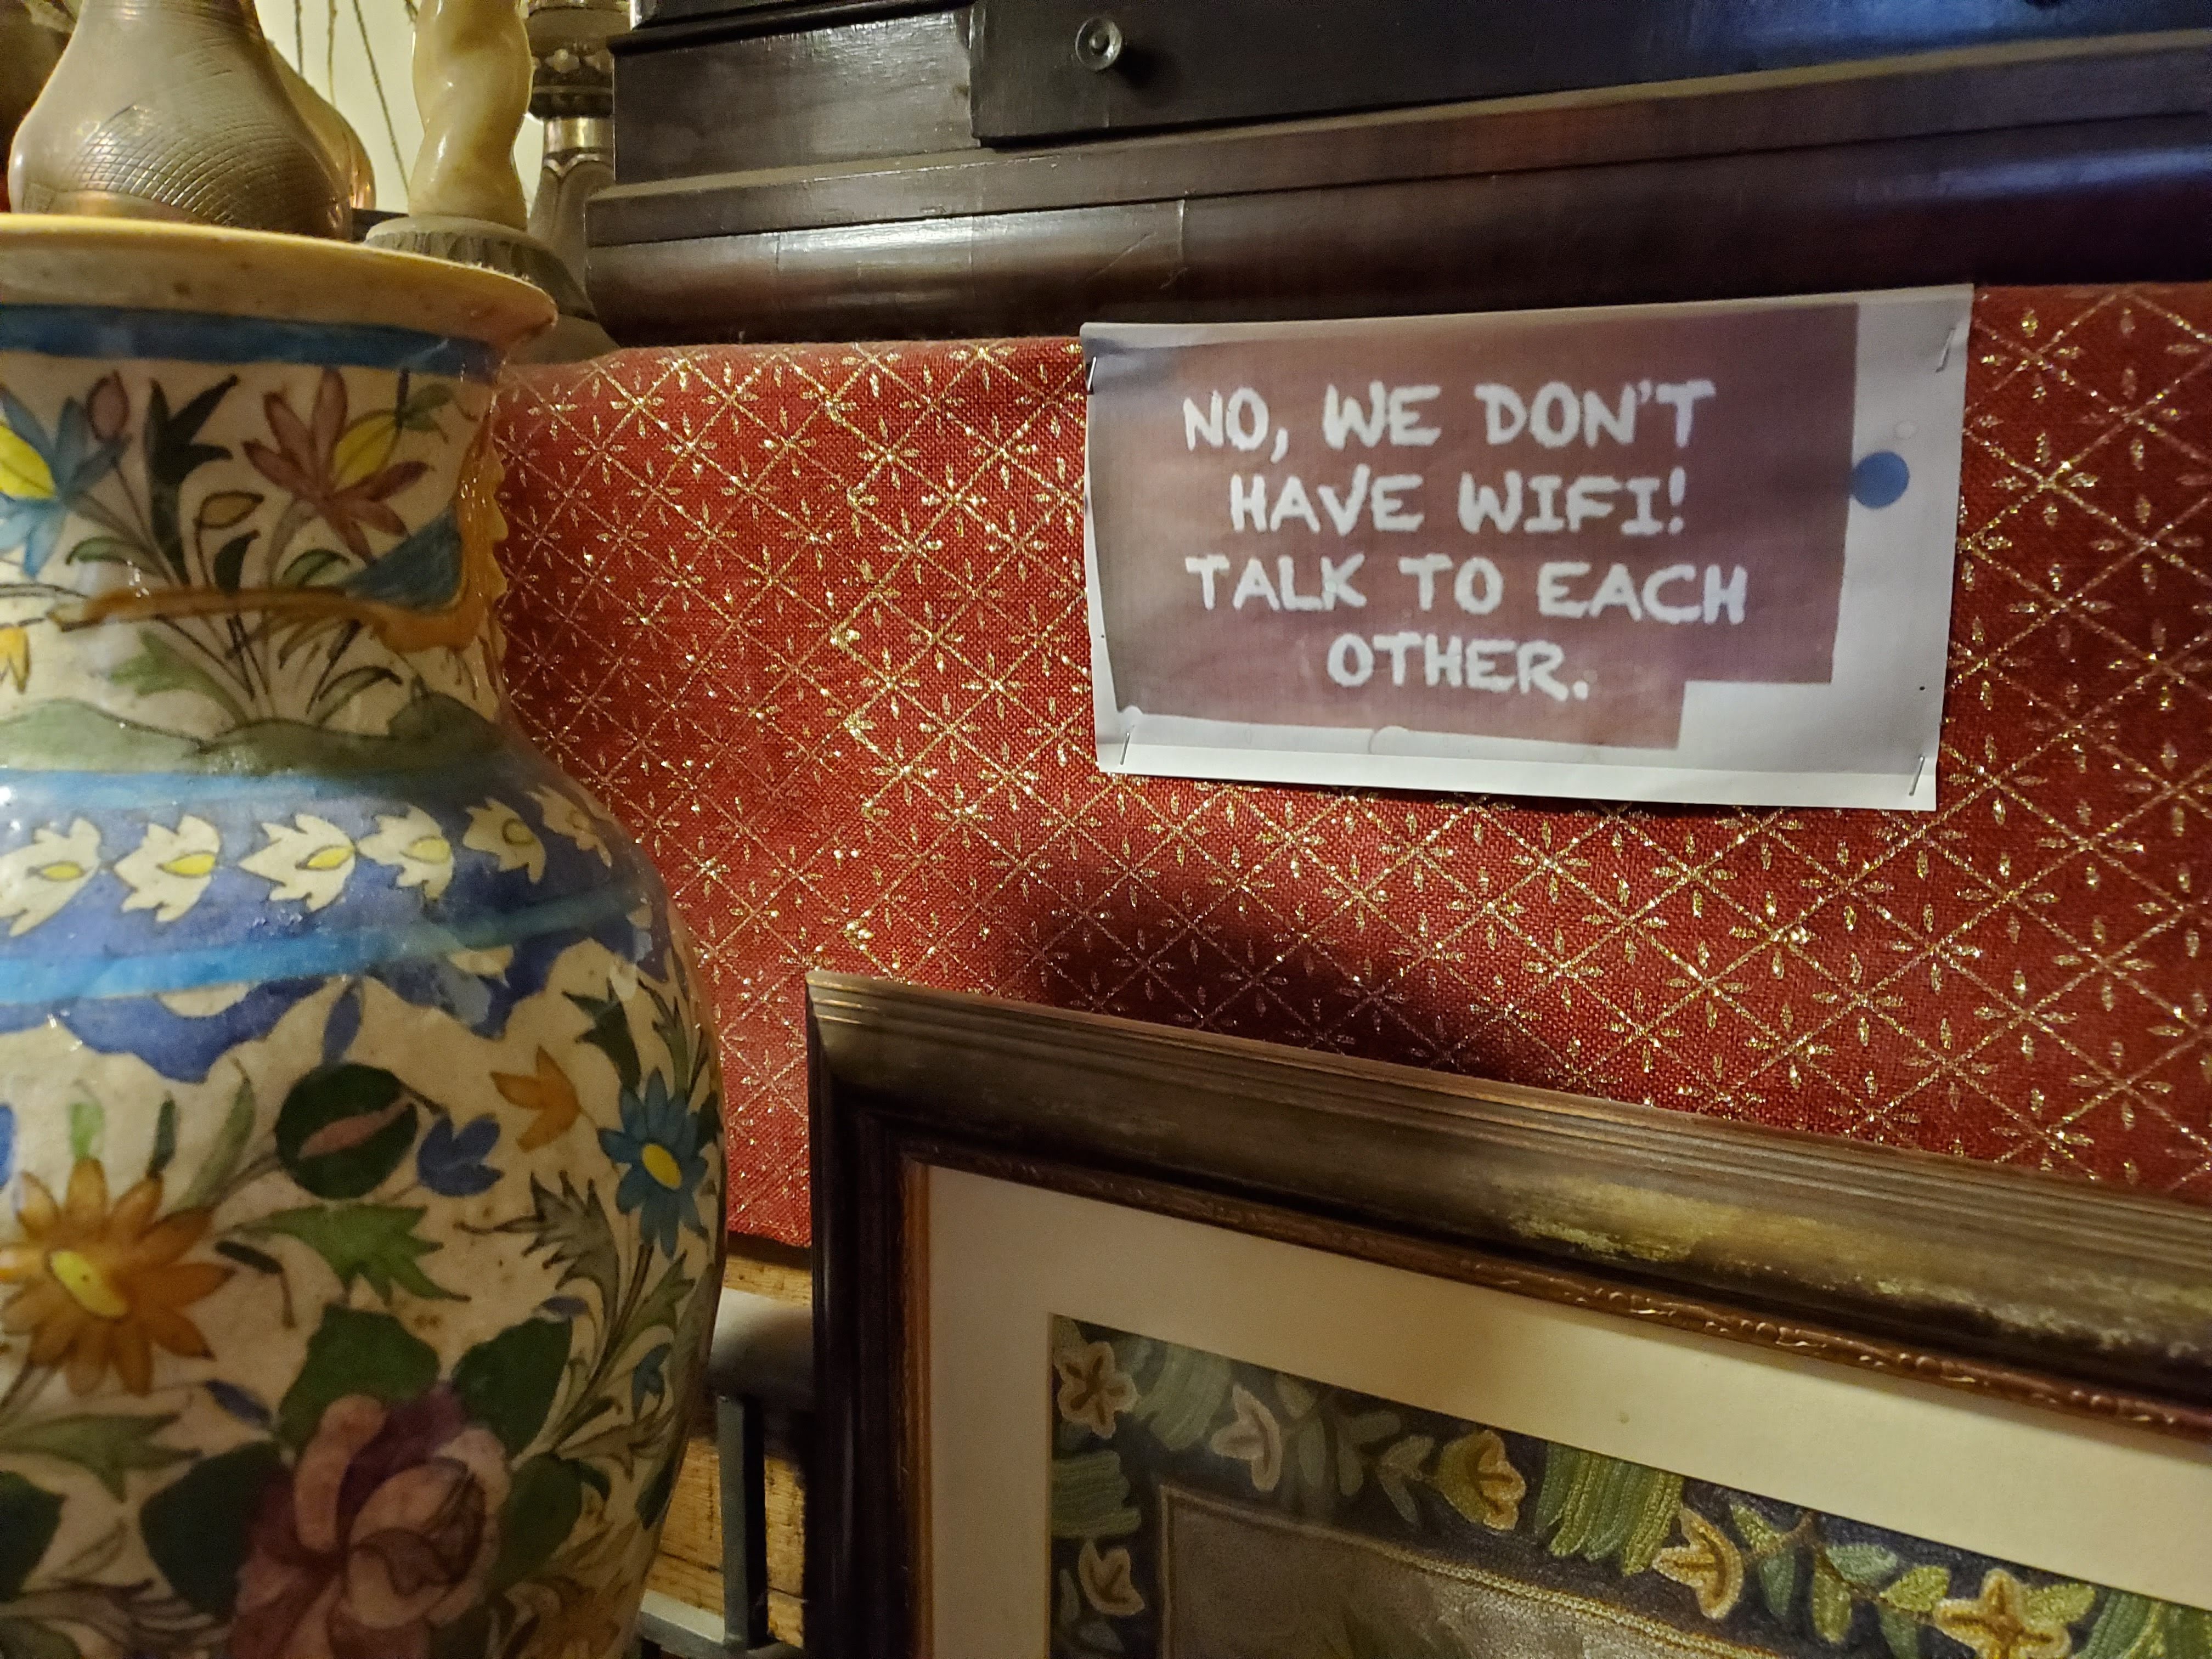 NO, WE DON'T
HAVE WIFI!
TALK TO EACH
OTHER.